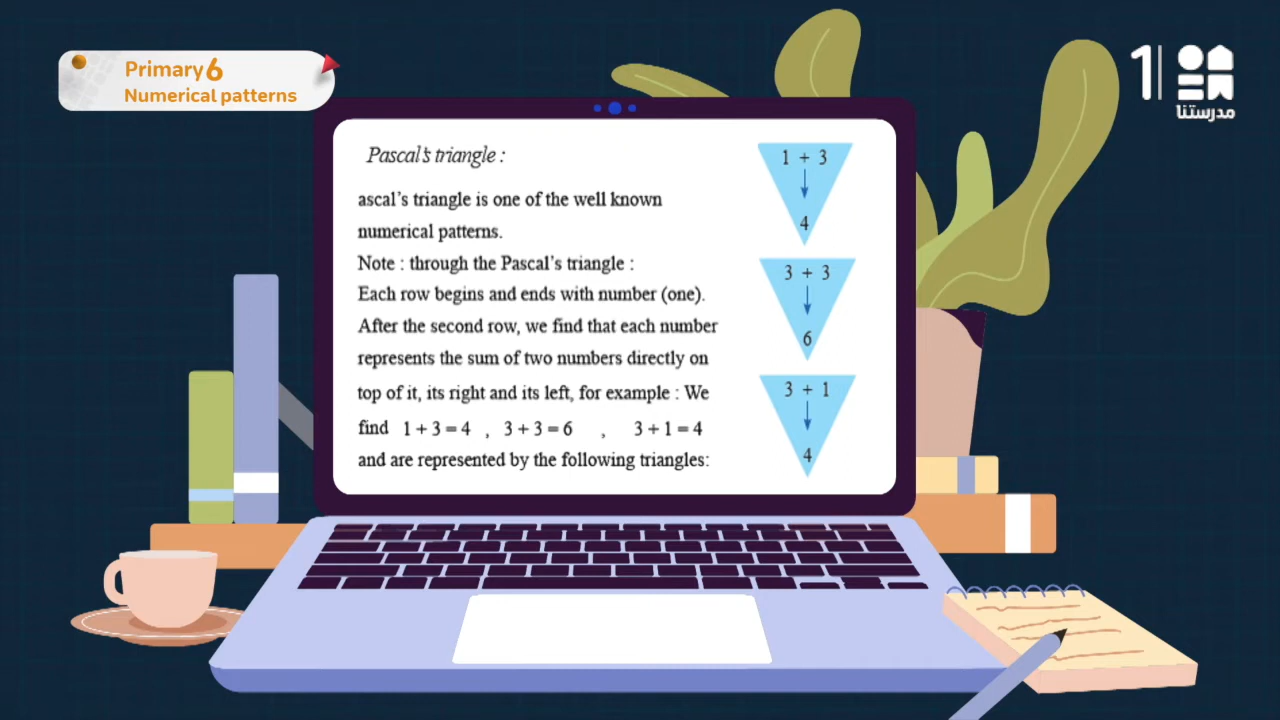 Primary 6
Numerical patterns
1
مدرستنا
Pascal's triangle :
ascal's triangle is one of the well known
numerical patterns.
Note : through the Pascal's triangle :
Each row begins and ends with number (one).
After the second row, we find that each number
represents the sum of two numbers directly on
top of it, its right and its left, for example : We
find 1 + 3 = 4 , 3 + 3 = 6 , 3 + 1 = 4
and are represented by the following triangles:
1 + 3
4
3 + 3
6
3 + 1
4